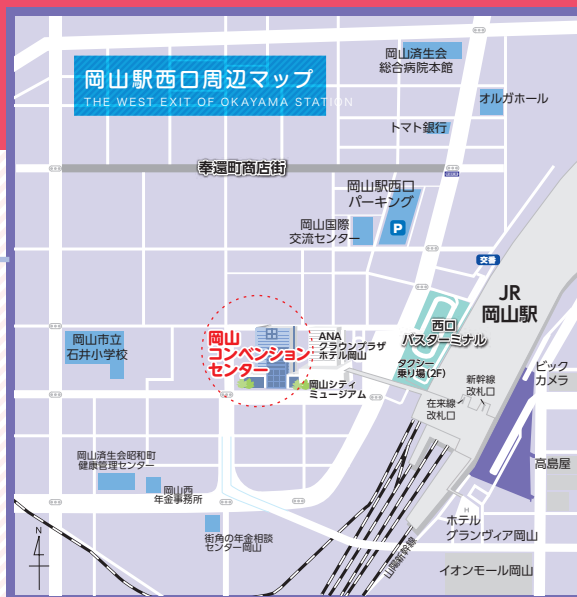 岡山駅西口周辺マップ
THE WEST EXIT OF OKAYAMA STATION
岡山済生会
総合病院本館
オルガホール
トマト銀行
奉還町商店街
岡山駅西口
パーキング
P
岡山国際
交流センター
交番
JR
岡山駅
西口
バスターミナル
タクシー
乗り場(2F)
岡山市立
石井小学校
岡山
コンベンション
センター
ANA
クラウンプラザ
ホテル岡山
岡山シティ
ミュージアム
新幹線
改札口
在来線
改札口
ビック
カメラ
高島屋
岡山済生会昭和町
健康管理センター
岡山西
年金事務所
街角の年金相談
センター岡山
H
ホテル
グランヴィア岡山
山陽新幹線
イオンモール岡山
N
4